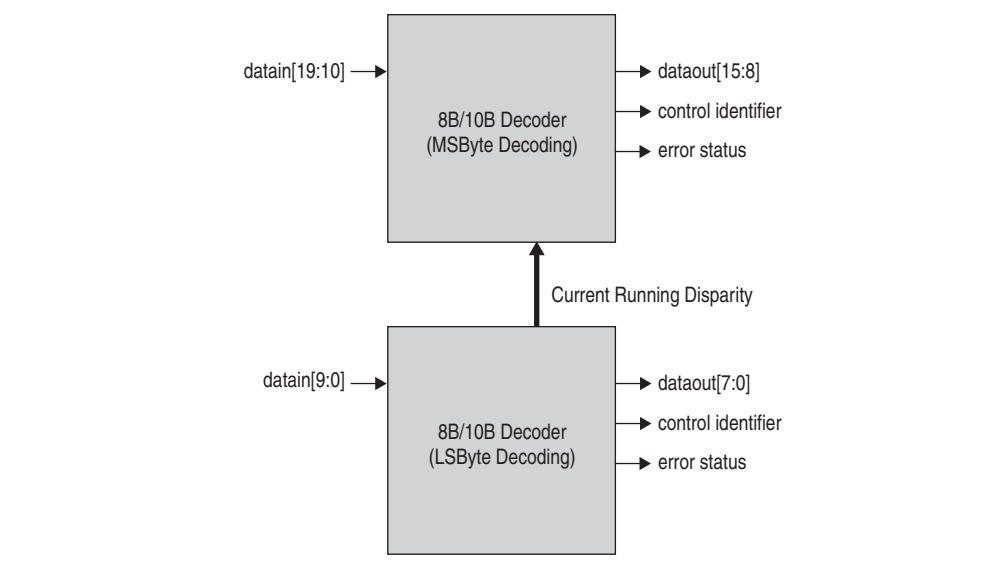 datain[19:10]
8B/10B Decoder
(MSByte Decoding)
dataout[15:8]
control identifier
error status
Current Running Disparity
datain[9:0]
8B/10B Decoder
(LSByte Decoding)
dataout[7:0]
control identifier
error status